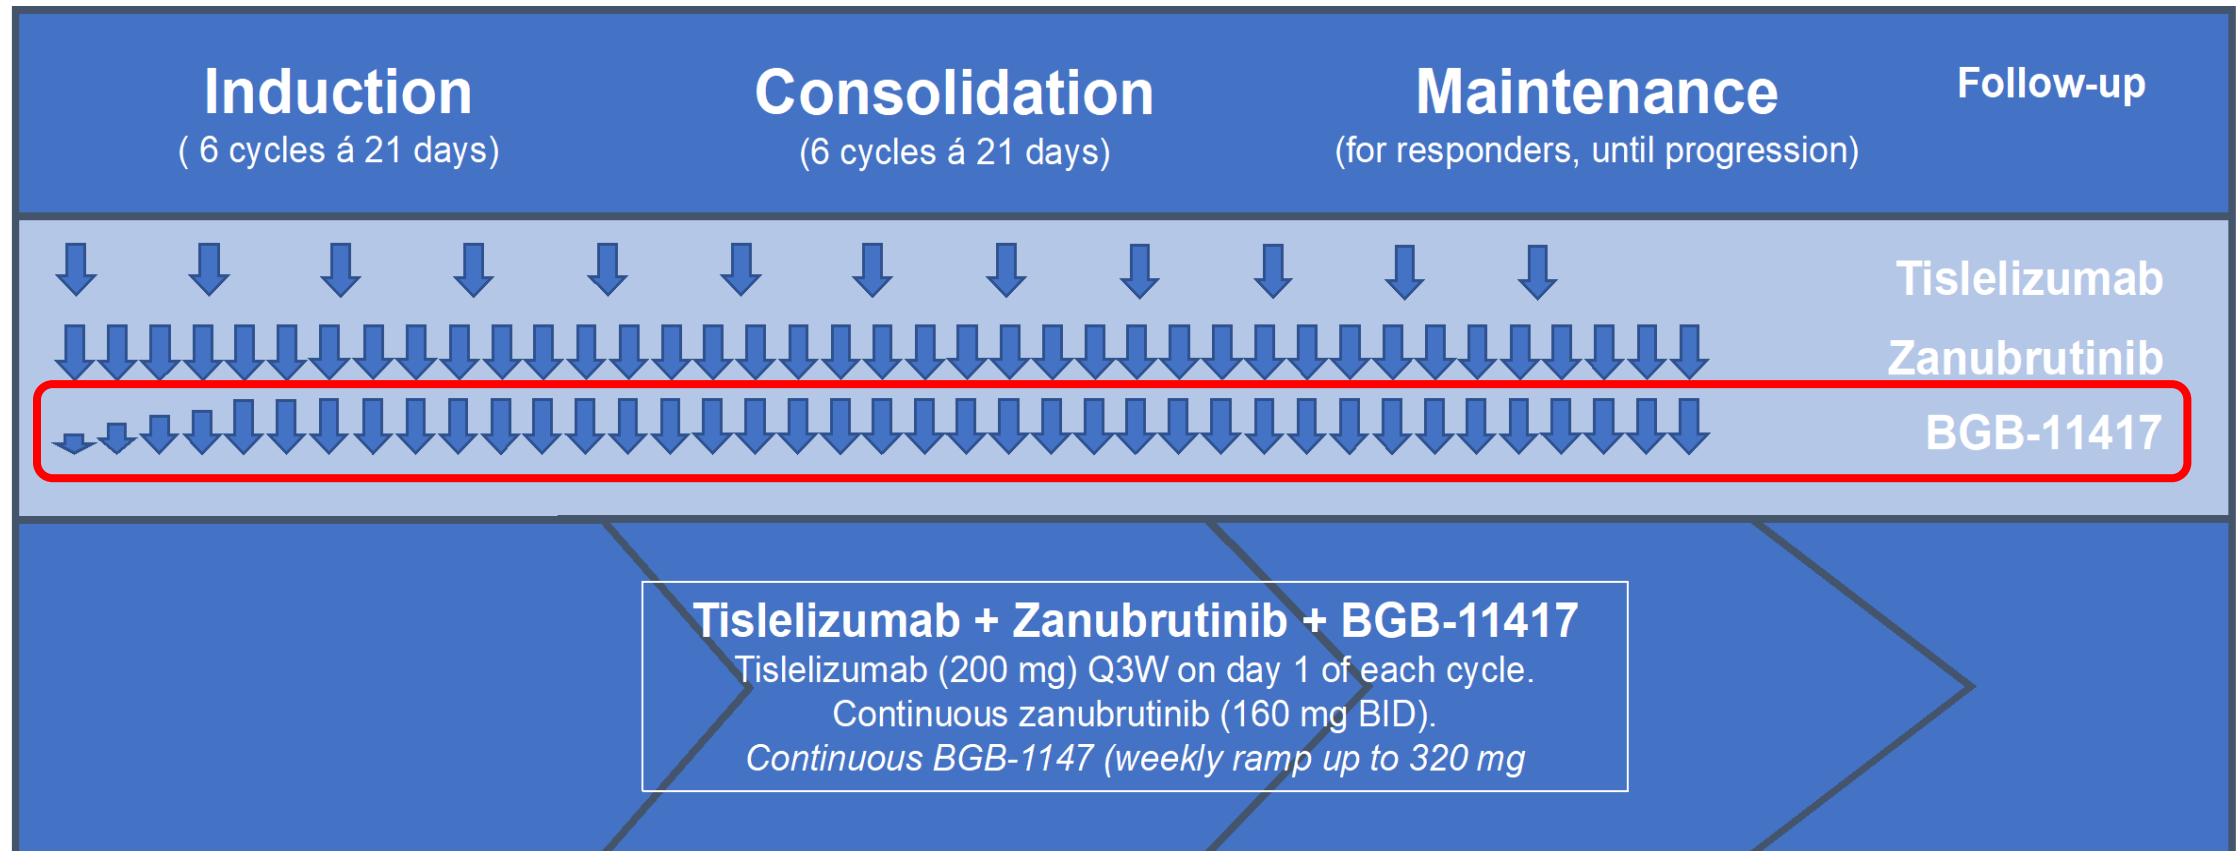 Induction
( 6 cycles á 21 days)
Consolidation
(6 cycles á 21 days)
Maintenance
(for responders, until progression)
Follow-up
Tislelizumab
Zanubrutinib
BGB-11417
Tislelizumab + Zanubrutinib + BGB-11417
Tislelizumab (200 mg) Q3W on day 1 of each cycle.
Continuous zanubrutinib (160 mg BID).
Continuous BGB-1147 (weekly ramp up to 320 mg